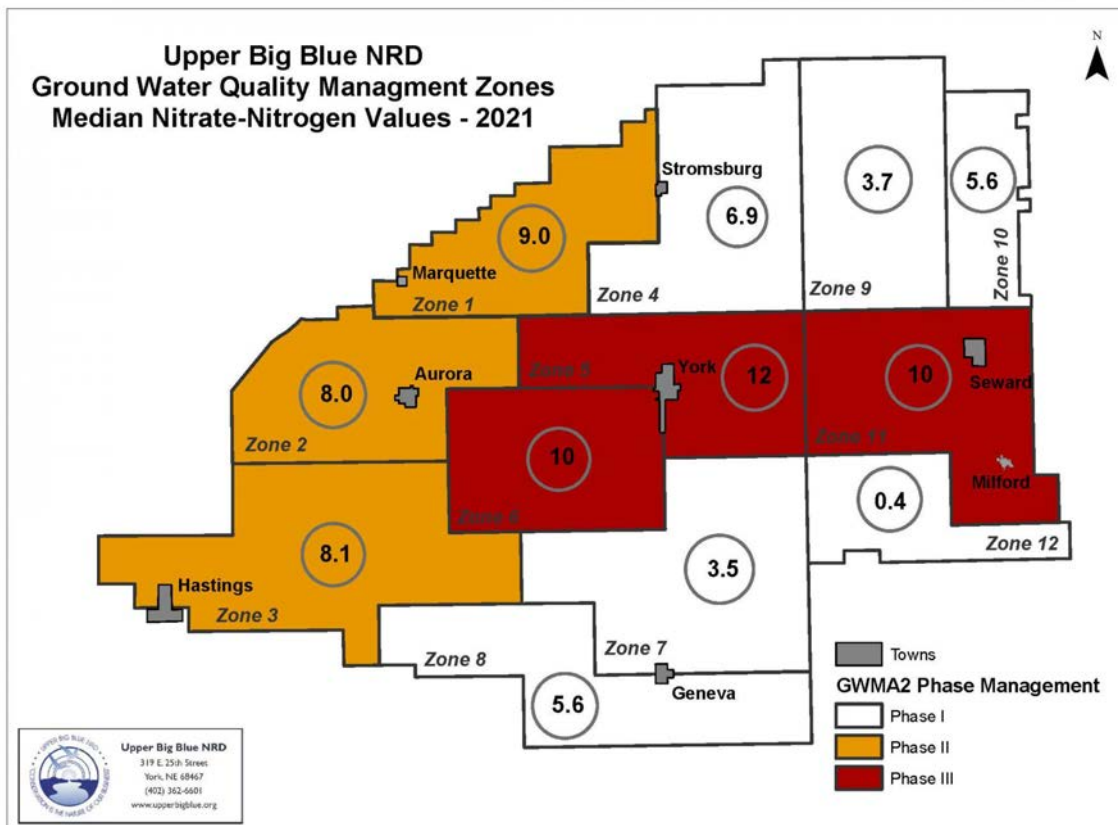 Upper Big Blue NRD
Ground Water Quality Managment Zones
Median Nitrate-Nitrogen Values - 2021
N
Stromsburg
6.9
3.7
5.6
9.0
Marquette
Zone 1
Zone 4
Zone 9
Zone 10
Aurora
8.0
Zone 2
Zone 5
York
12
10
Seward
Zone 11
10
Zone 6
Milford
0.4
Zone 12
8.1
Hastings
Zone 3
3.5
Zone 8
Zone 7
Geneva
5.6
Towns
GWMA2 Phase Management
Phase I
Phase II
Phase III
UPPER BIG BLUE NRD
Upper Big Blue NRD
319 E. 25th Street
York, NE 68467
(402) 362-6601
www.upperbigblue.org